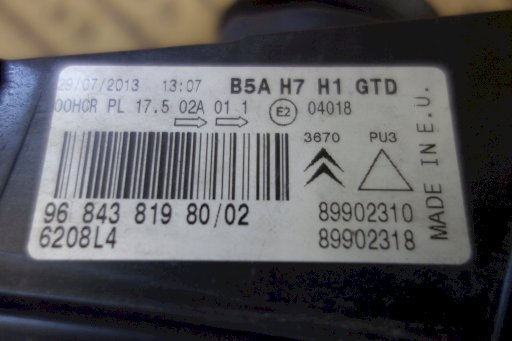 29/07/2013 13:07 B5A H7 H1 GTD
00HCR PL 17.5 02A 01 1 E2 04018
3670 PU3
96 843 819 80/02 89902310
6208L4 89902318
MADE IN E.U.